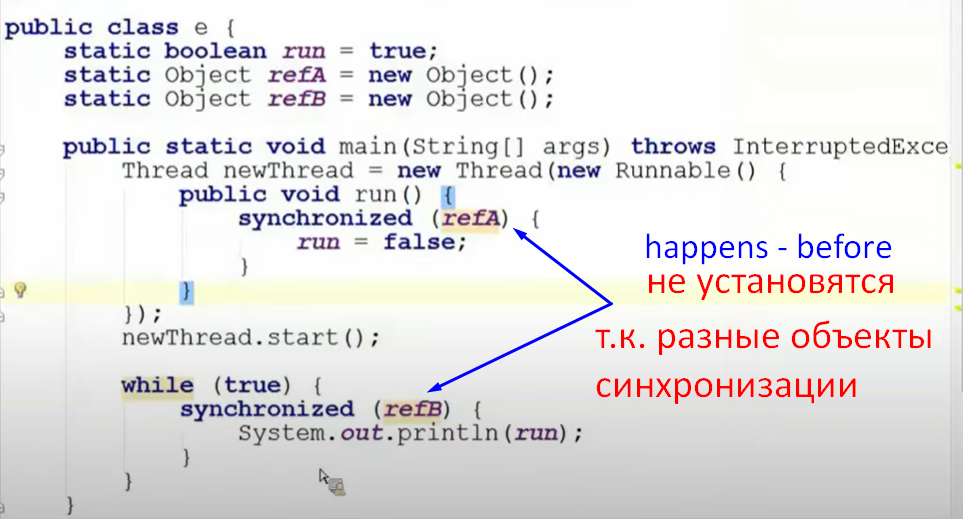 public class e {
static boolean run = true;
static Object refA = new Object();
static Object refB = new Object();
public static void main(String[] args) throws InterruptedExce
Thread newThread = new Thread(new Runnable() {
public void run() {
synchronized (refA) {
run = false;
}
}
});
newThread.start();
while (true) {
synchronized (refB) {
System.out.println(run);
}
}
}
happens - before
не установятся
т.к. разные объекты
синхронизации